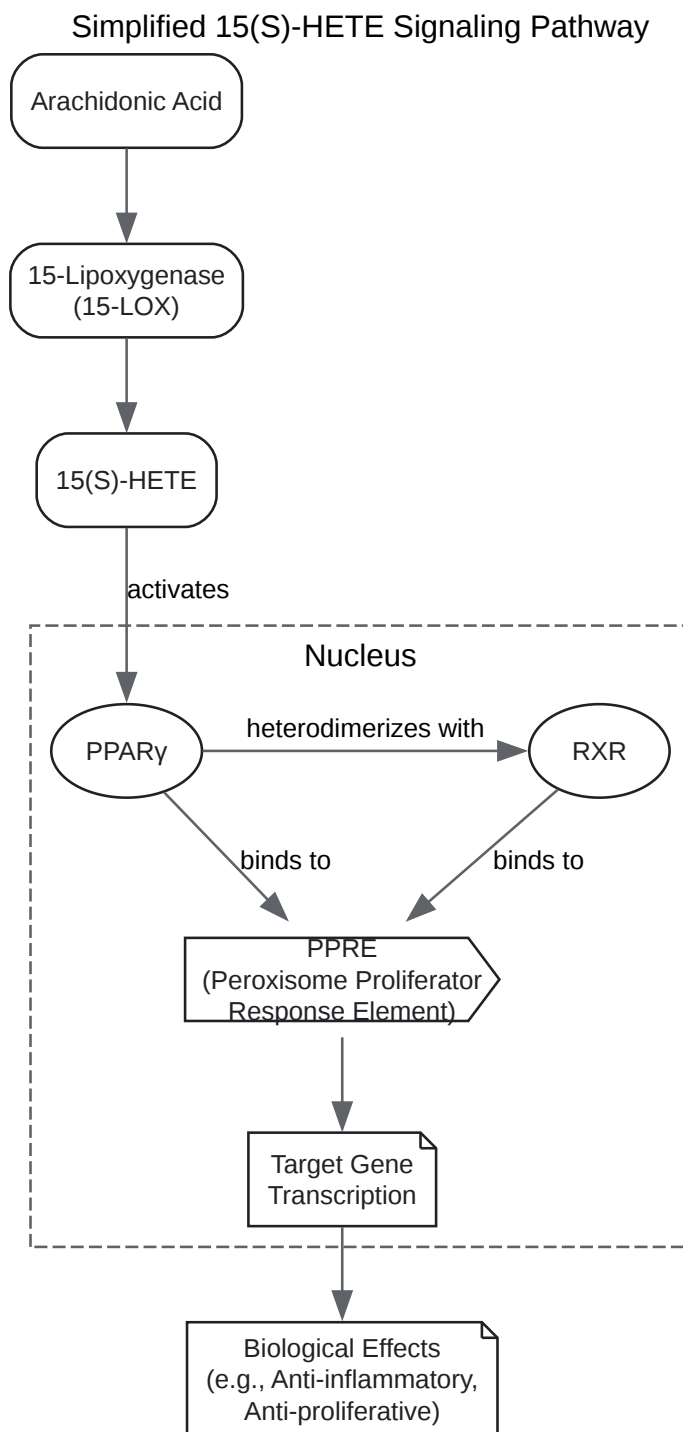 Simplified 15(S)-HETE Signaling Pathway
Arachidonic Acid
15-Lipoxygenase
(15-LOX)
15(S)-HETE
activates
Nucleus
PPARγ
heterodimerizes with
RXR
binds to
binds to
PPRE
(Peroxisome Proliferator
Response Element)
Target Gene
Transcription
Biological Effects
(e.g., Anti-inflammatory,
Anti-proliferative)